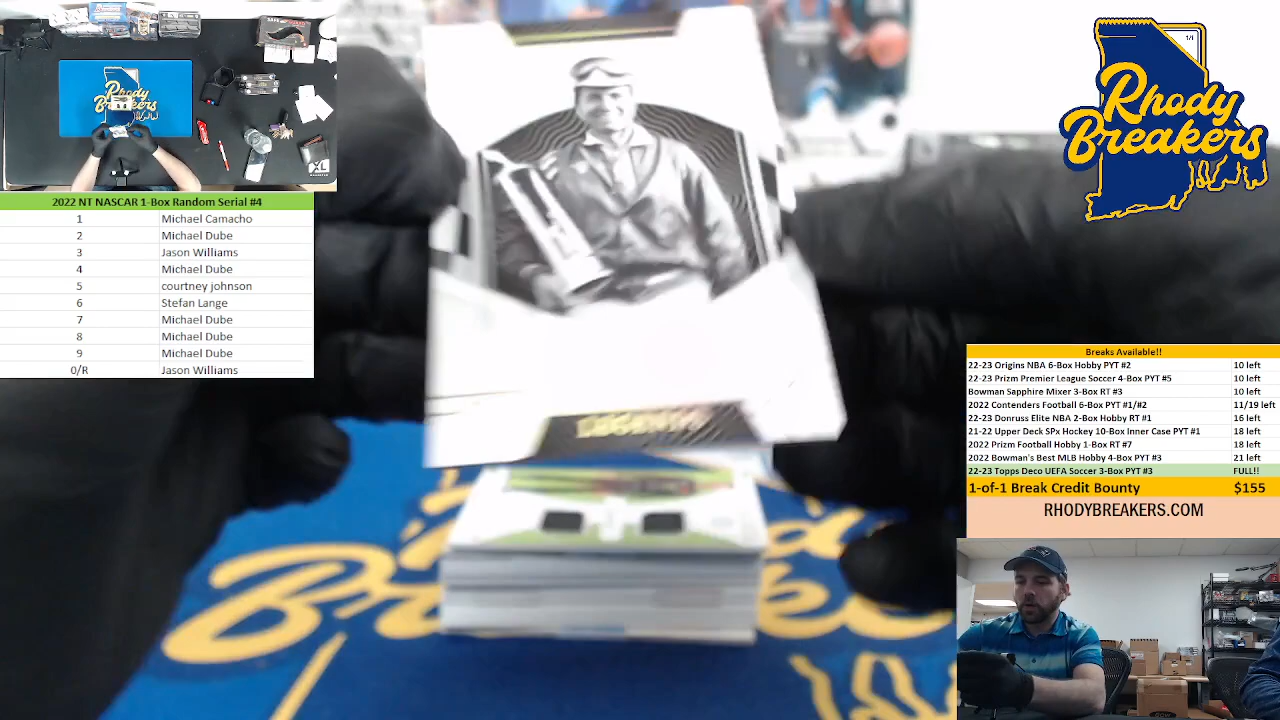 2022 NT NASCAR 1-Box Random Serial #4
1 Michael Camacho
2 Michael Dube
3 Jason Williams
4 Michael Dube
5 courtney johnson
6 Stefan Lange
7 Michael Dube
8 Michael Dube
9 Michael Dube
0/R Jason Williams
Rhody
Breakers
XL
LEGENDS
1/1
Rhody
Breakers
Breaks Available!!
22-23 Origins NBA 6-Box Hobby PYT #2 10 left
22-23 Prizm Premier League Soccer 4-Box PYT #5 10 left
Bowman Sapphire Mixer 3-Box RT #3 10 left
2022 Contenders Football 6-Box PYT #1/#2 11/19 left
22-23 Donruss Elite NBA 2-Box Hobby RT #1 16 left
21-22 Upper Deck SPx Hockey 10-Box Inner Case PYT #1 18 left
2022 Prizm Football Hobby 1-Box RT #7 18 left
2022 Bowman's Best MLB Hobby 4-Box PYT #3 21 left
22-23 Topps Deco UEFA Soccer 3-Box PYT #3 FULL!!
1-of-1 Break Credit Bounty $155
RHODYBREAKERS.COM